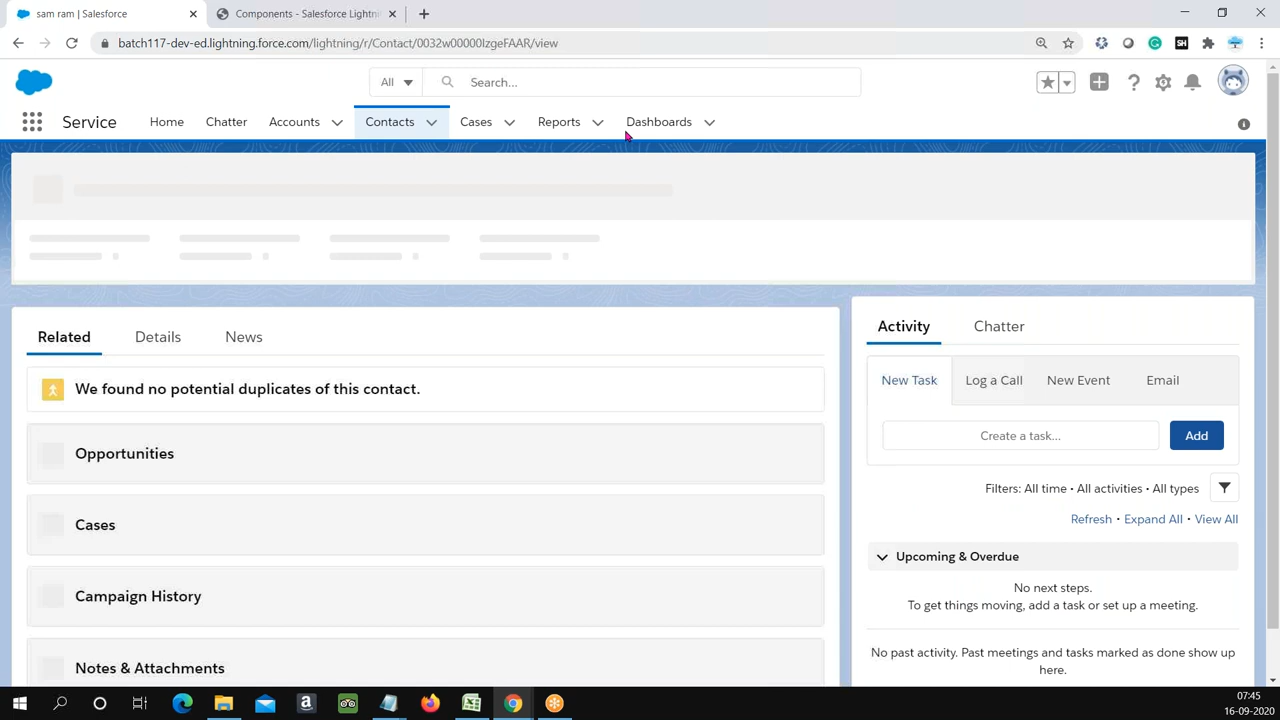 sam ram | Salesforce
Components - Salesforce Lightni
batch117-dev-ed.lightning.force.com/lightning/r/Contact/0032w00000IzgeFAAR/view
SH
All
Search...
Service
Home
Chatter
Accounts
Contacts
Cases
Reports
Dashboards
Related
Details
News
We found no potential duplicates of this contact.
Opportunities
Cases
Campaign History
Notes & Attachments
Activity
Chatter
New Task
Log a Call
New Event
Email
Create a task...
Add
Filters: All time • All activities • All types
Refresh • Expand All • View All
Upcoming & Overdue
No next steps.
To get things moving, add a task or set up a meeting.
No past activity. Past meetings and tasks marked as done show up
here.
07:45
16-09-2020